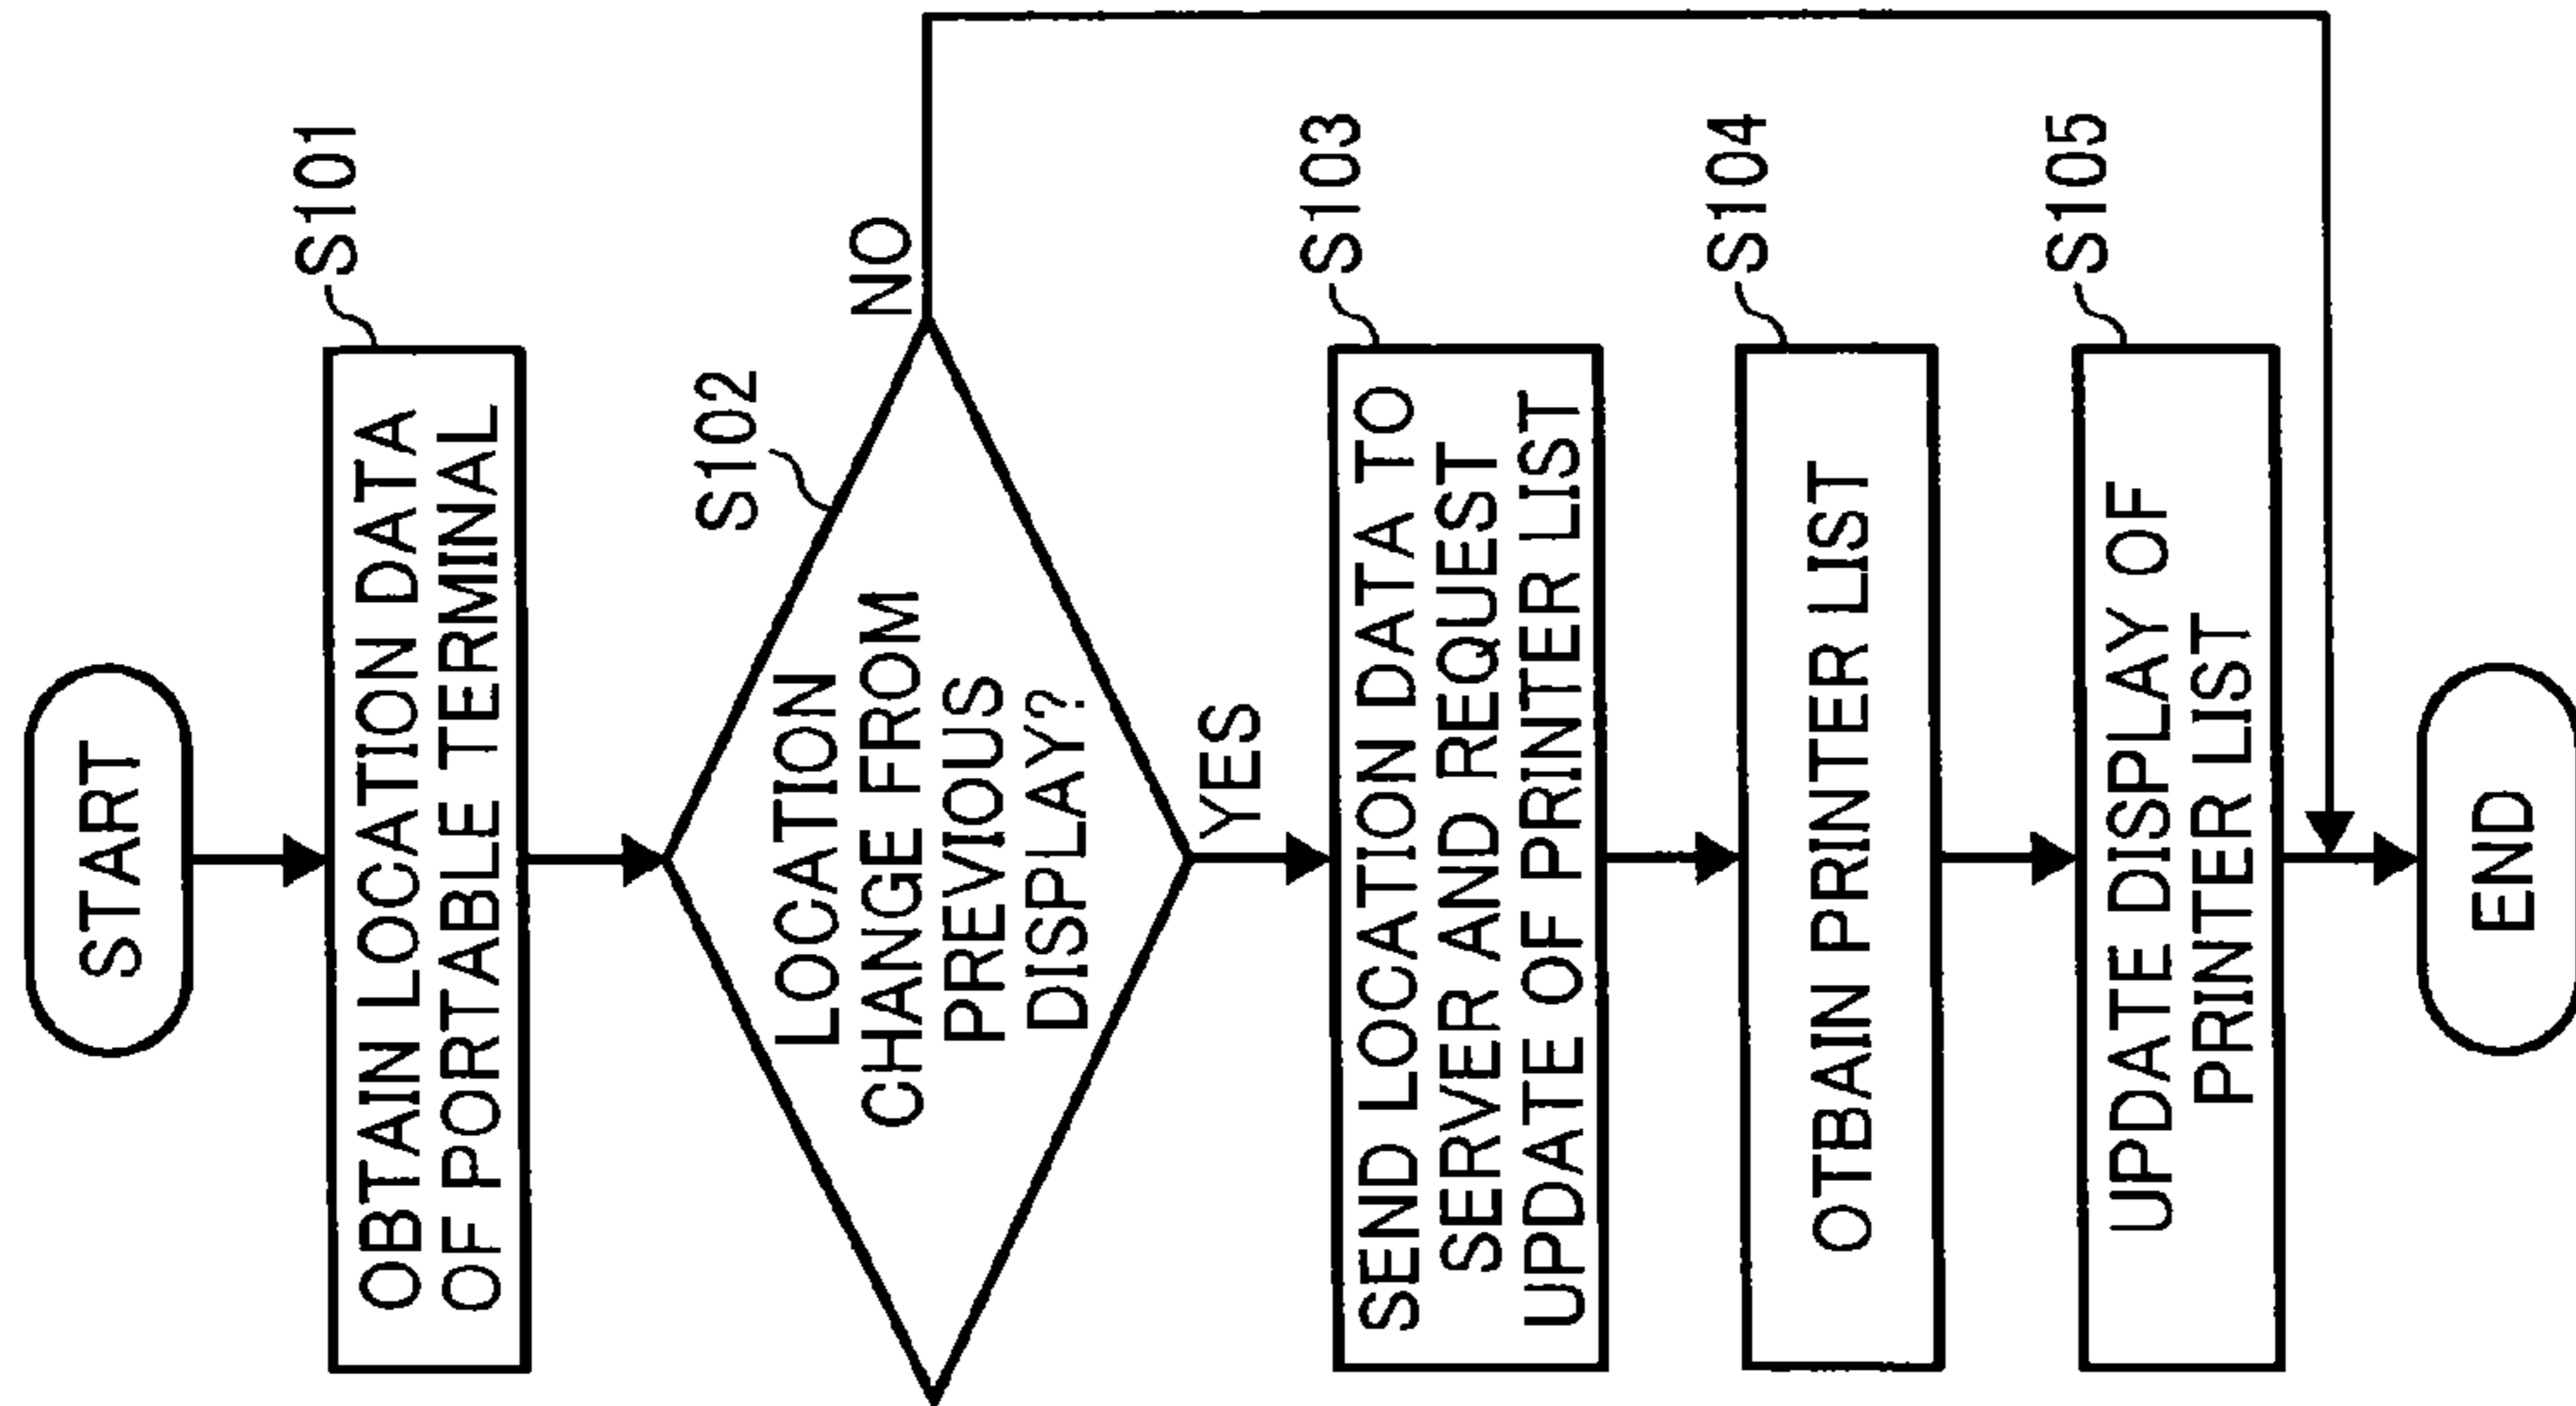 START
S101
OBTAIN LOCATION DATA
OF PORTABLE TERMINAL
S102
LOCATION
CHANGE FROM
PREVIOUS
DISPLAY?
NO
YES
S103
SEND LOCATION DATA TO
SERVER AND REQUEST
UPDATE OF PRINTER LIST
S104
OTBAIN PRINTER LIST
S105
UPDATE DISPLAY OF
PRINTER LIST
END